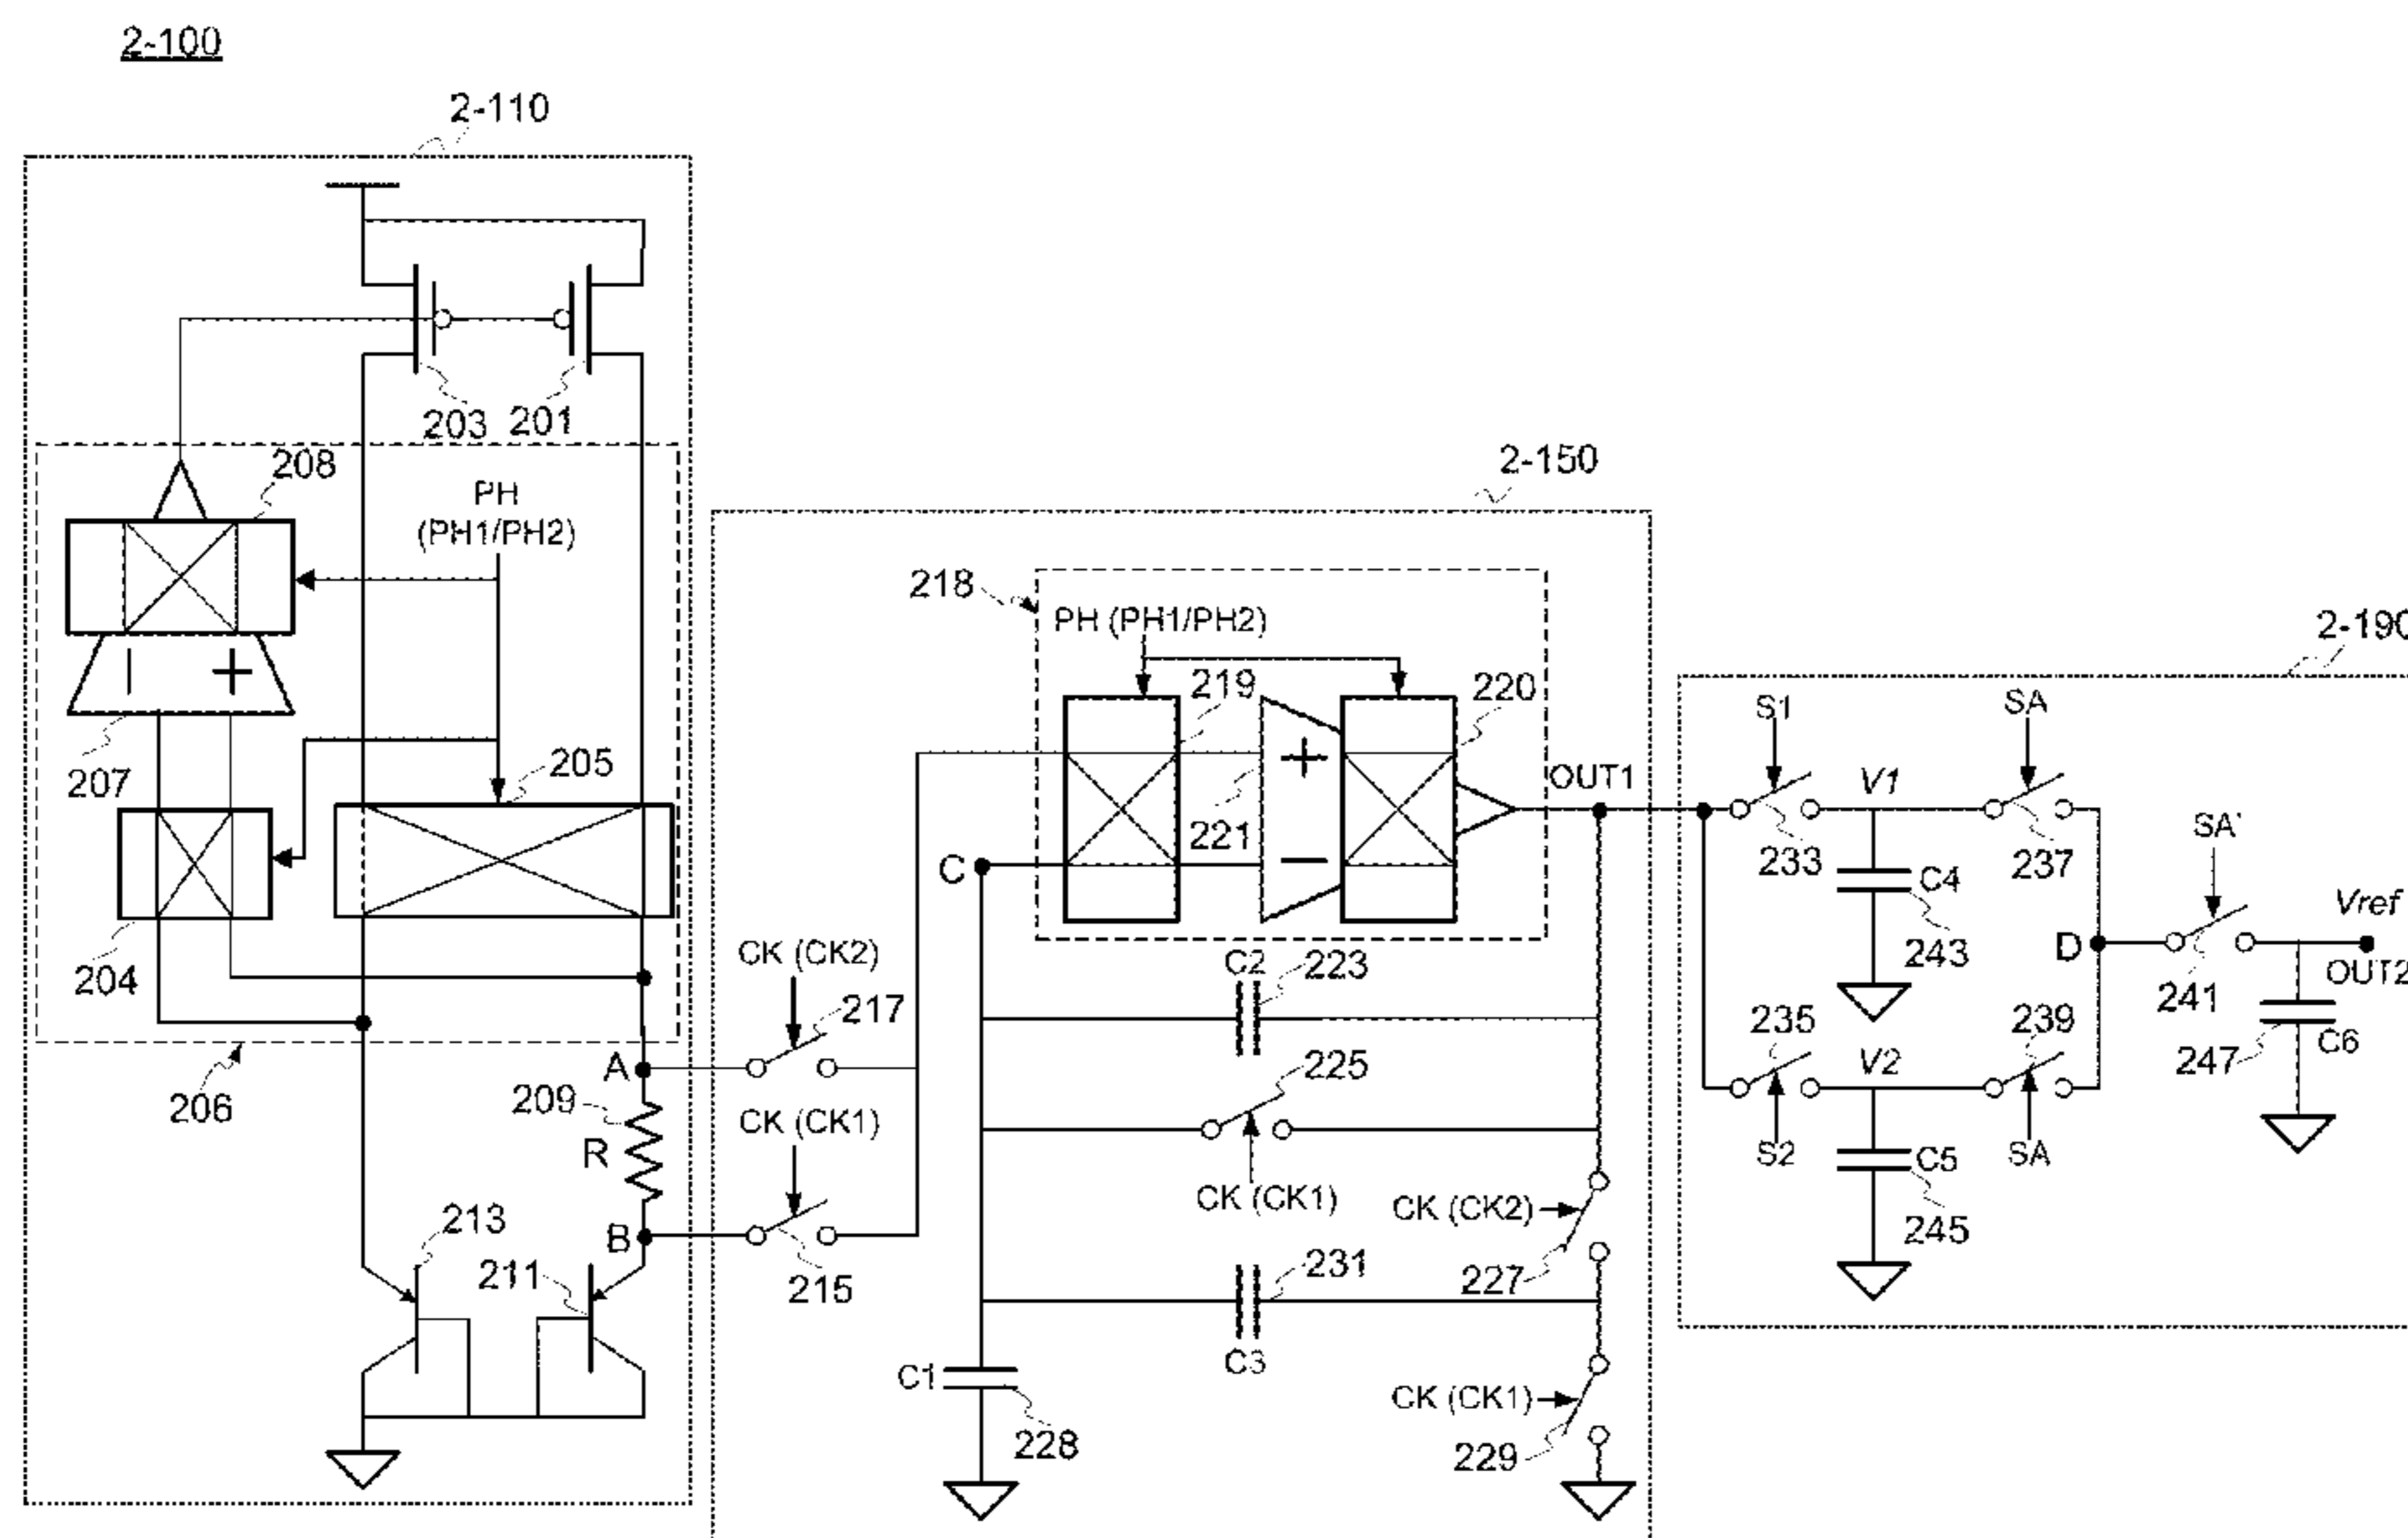 2-100
2-110
203
201
208
PH
(PH1/PH2)
207
205
204
206
A
209
R
B
213
211
CK (CK2)
217
CK (CK1)
215
2-150
218
PH (PH1/PH2)
219
220
221
C
OUT1
C2
223
225
CK (CK1)
CK (CK2)
227
231
C3
C1
228
CK (CK1)
229
2-190
S1
SA
V1
233
237
C4
243
SA'
D
241
Vref
OUT2
235
V2
239
247
C6
S2
C5
SA
245